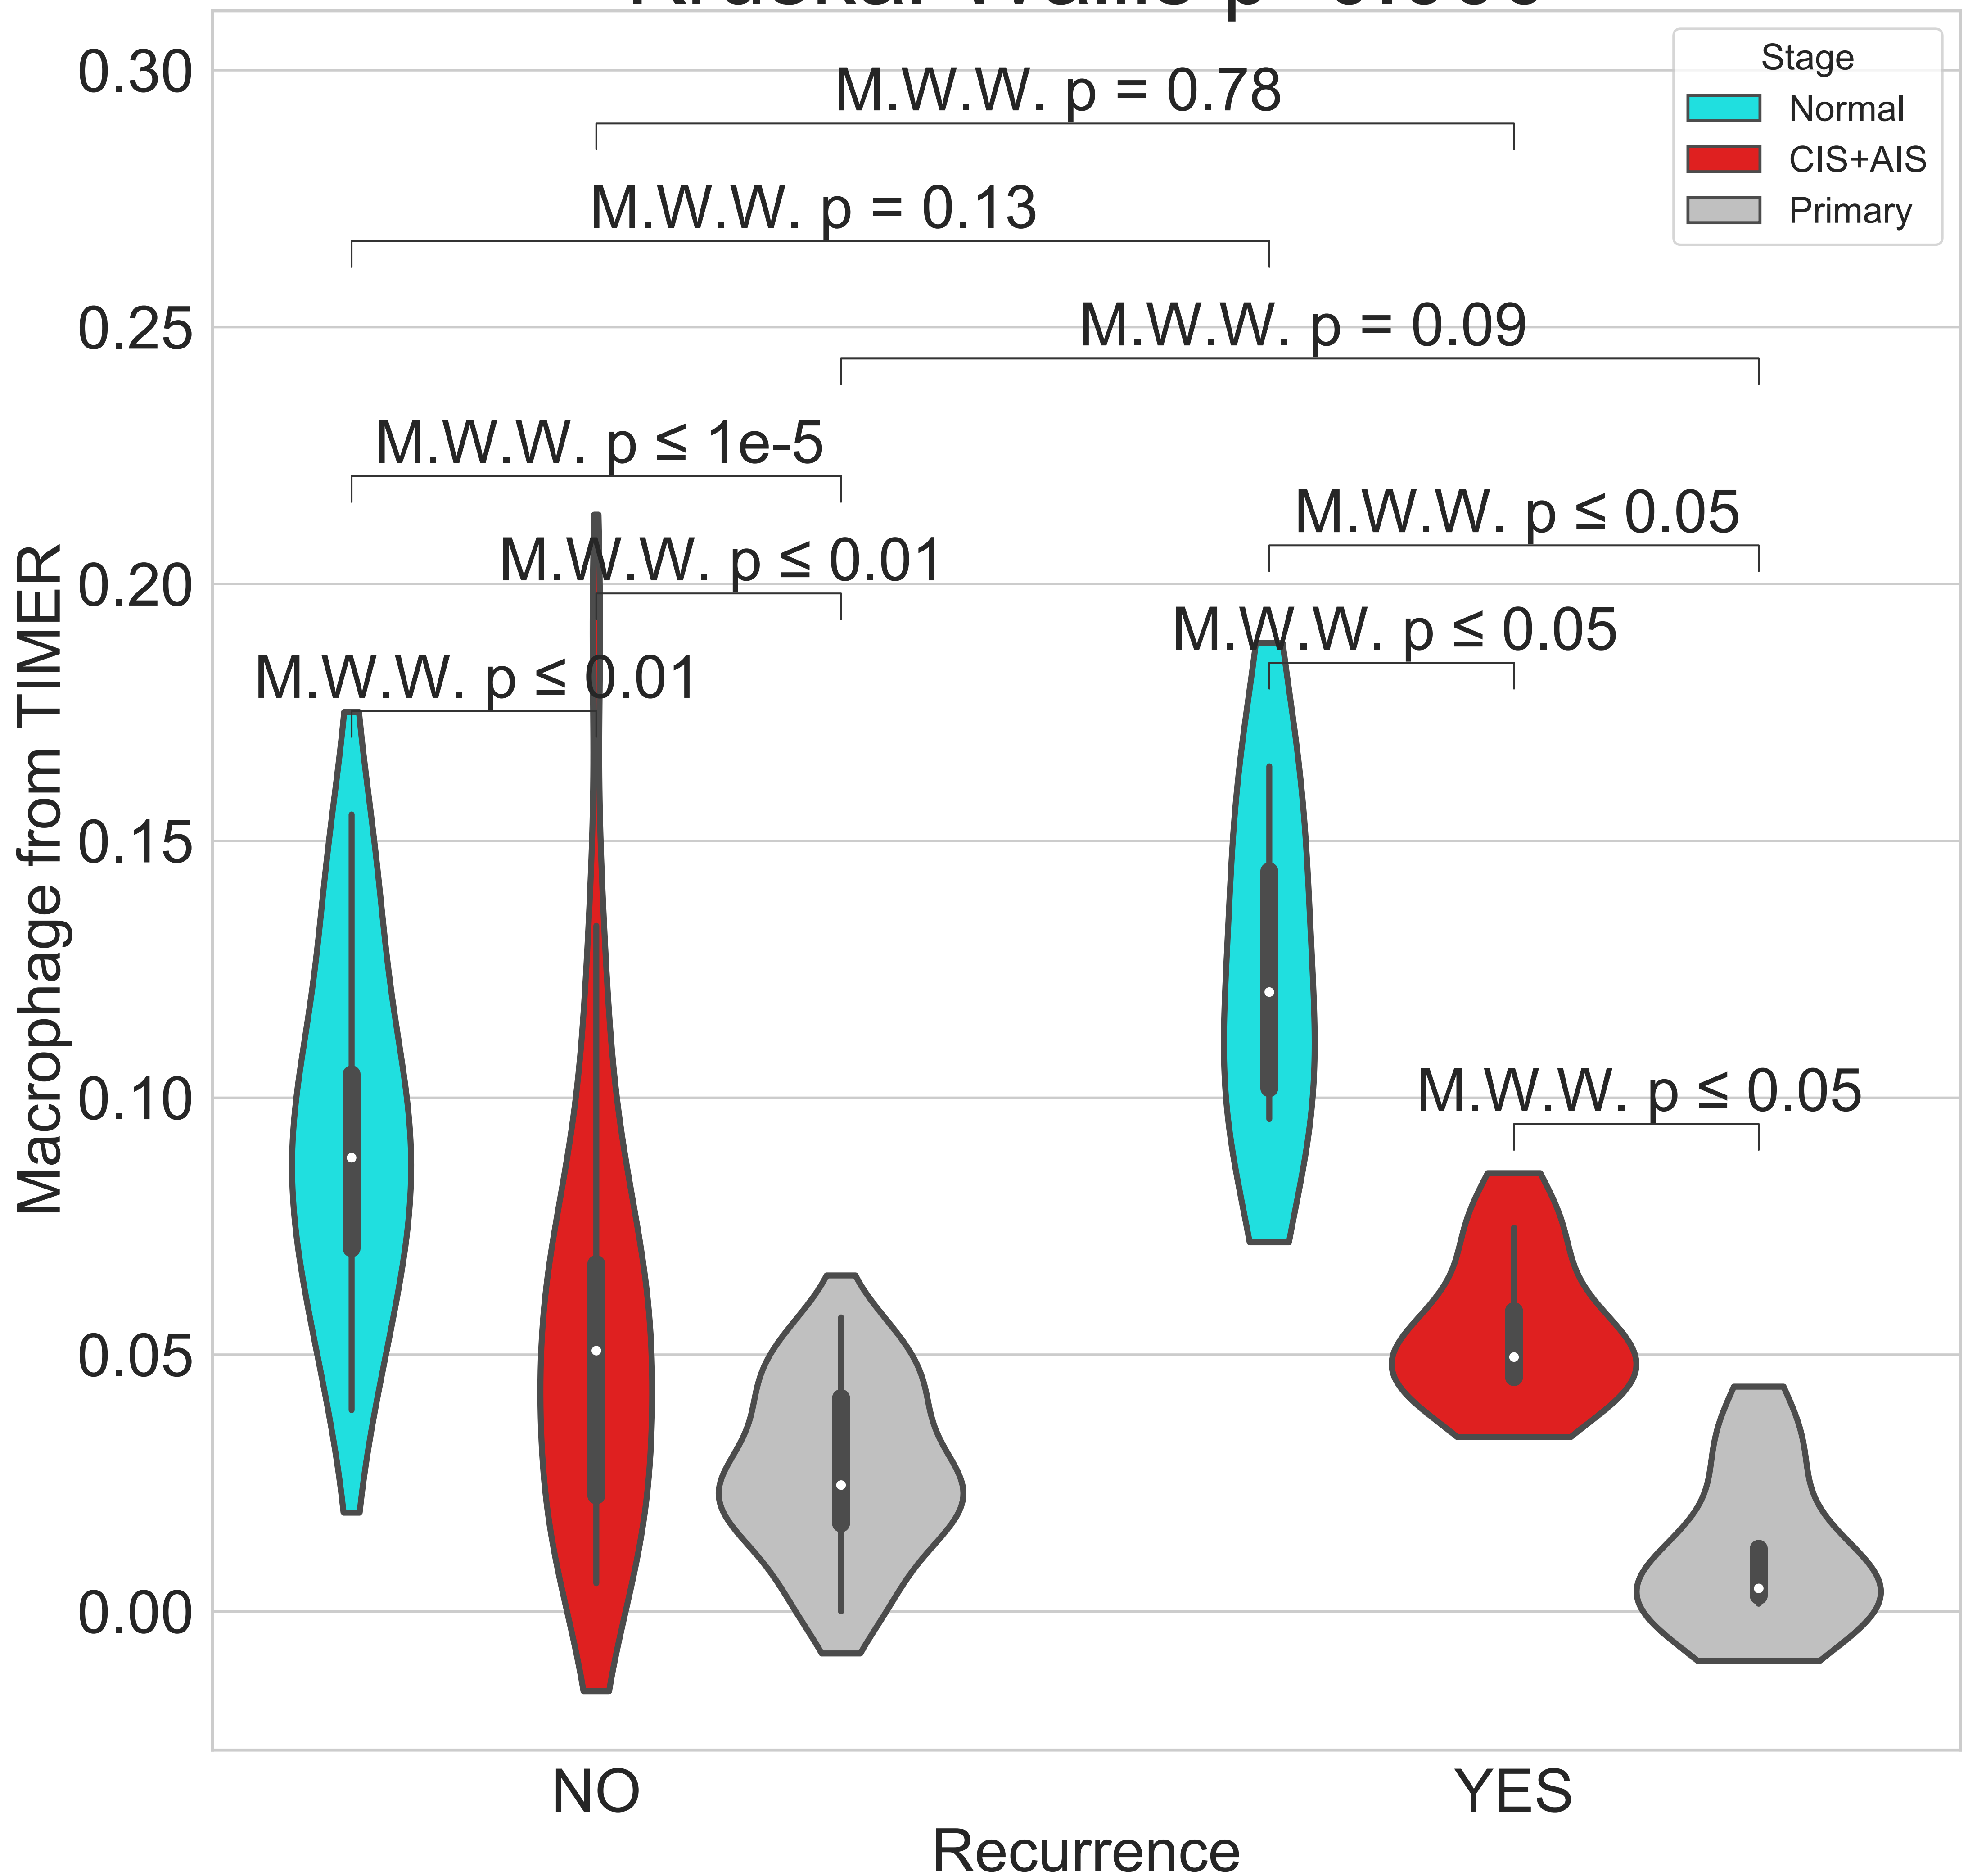 Stage
Normal
CIS+AIS
Primary
M.W.W. p = 0.78
M.W.W. p = 0.13
M.W.W. p = 0.09
M.W.W. p ≤ 1e-5
M.W.W. p ≤ 0.05
M.W.W. p ≤ 0.01
M.W.W. p ≤ 0.05
M.W.W. p ≤ 0.01
M.W.W. p ≤ 0.05
0.30
0.25
0.20
0.15
0.10
0.05
0.00
Macrophage from TIMER
NO
YES
Recurrence